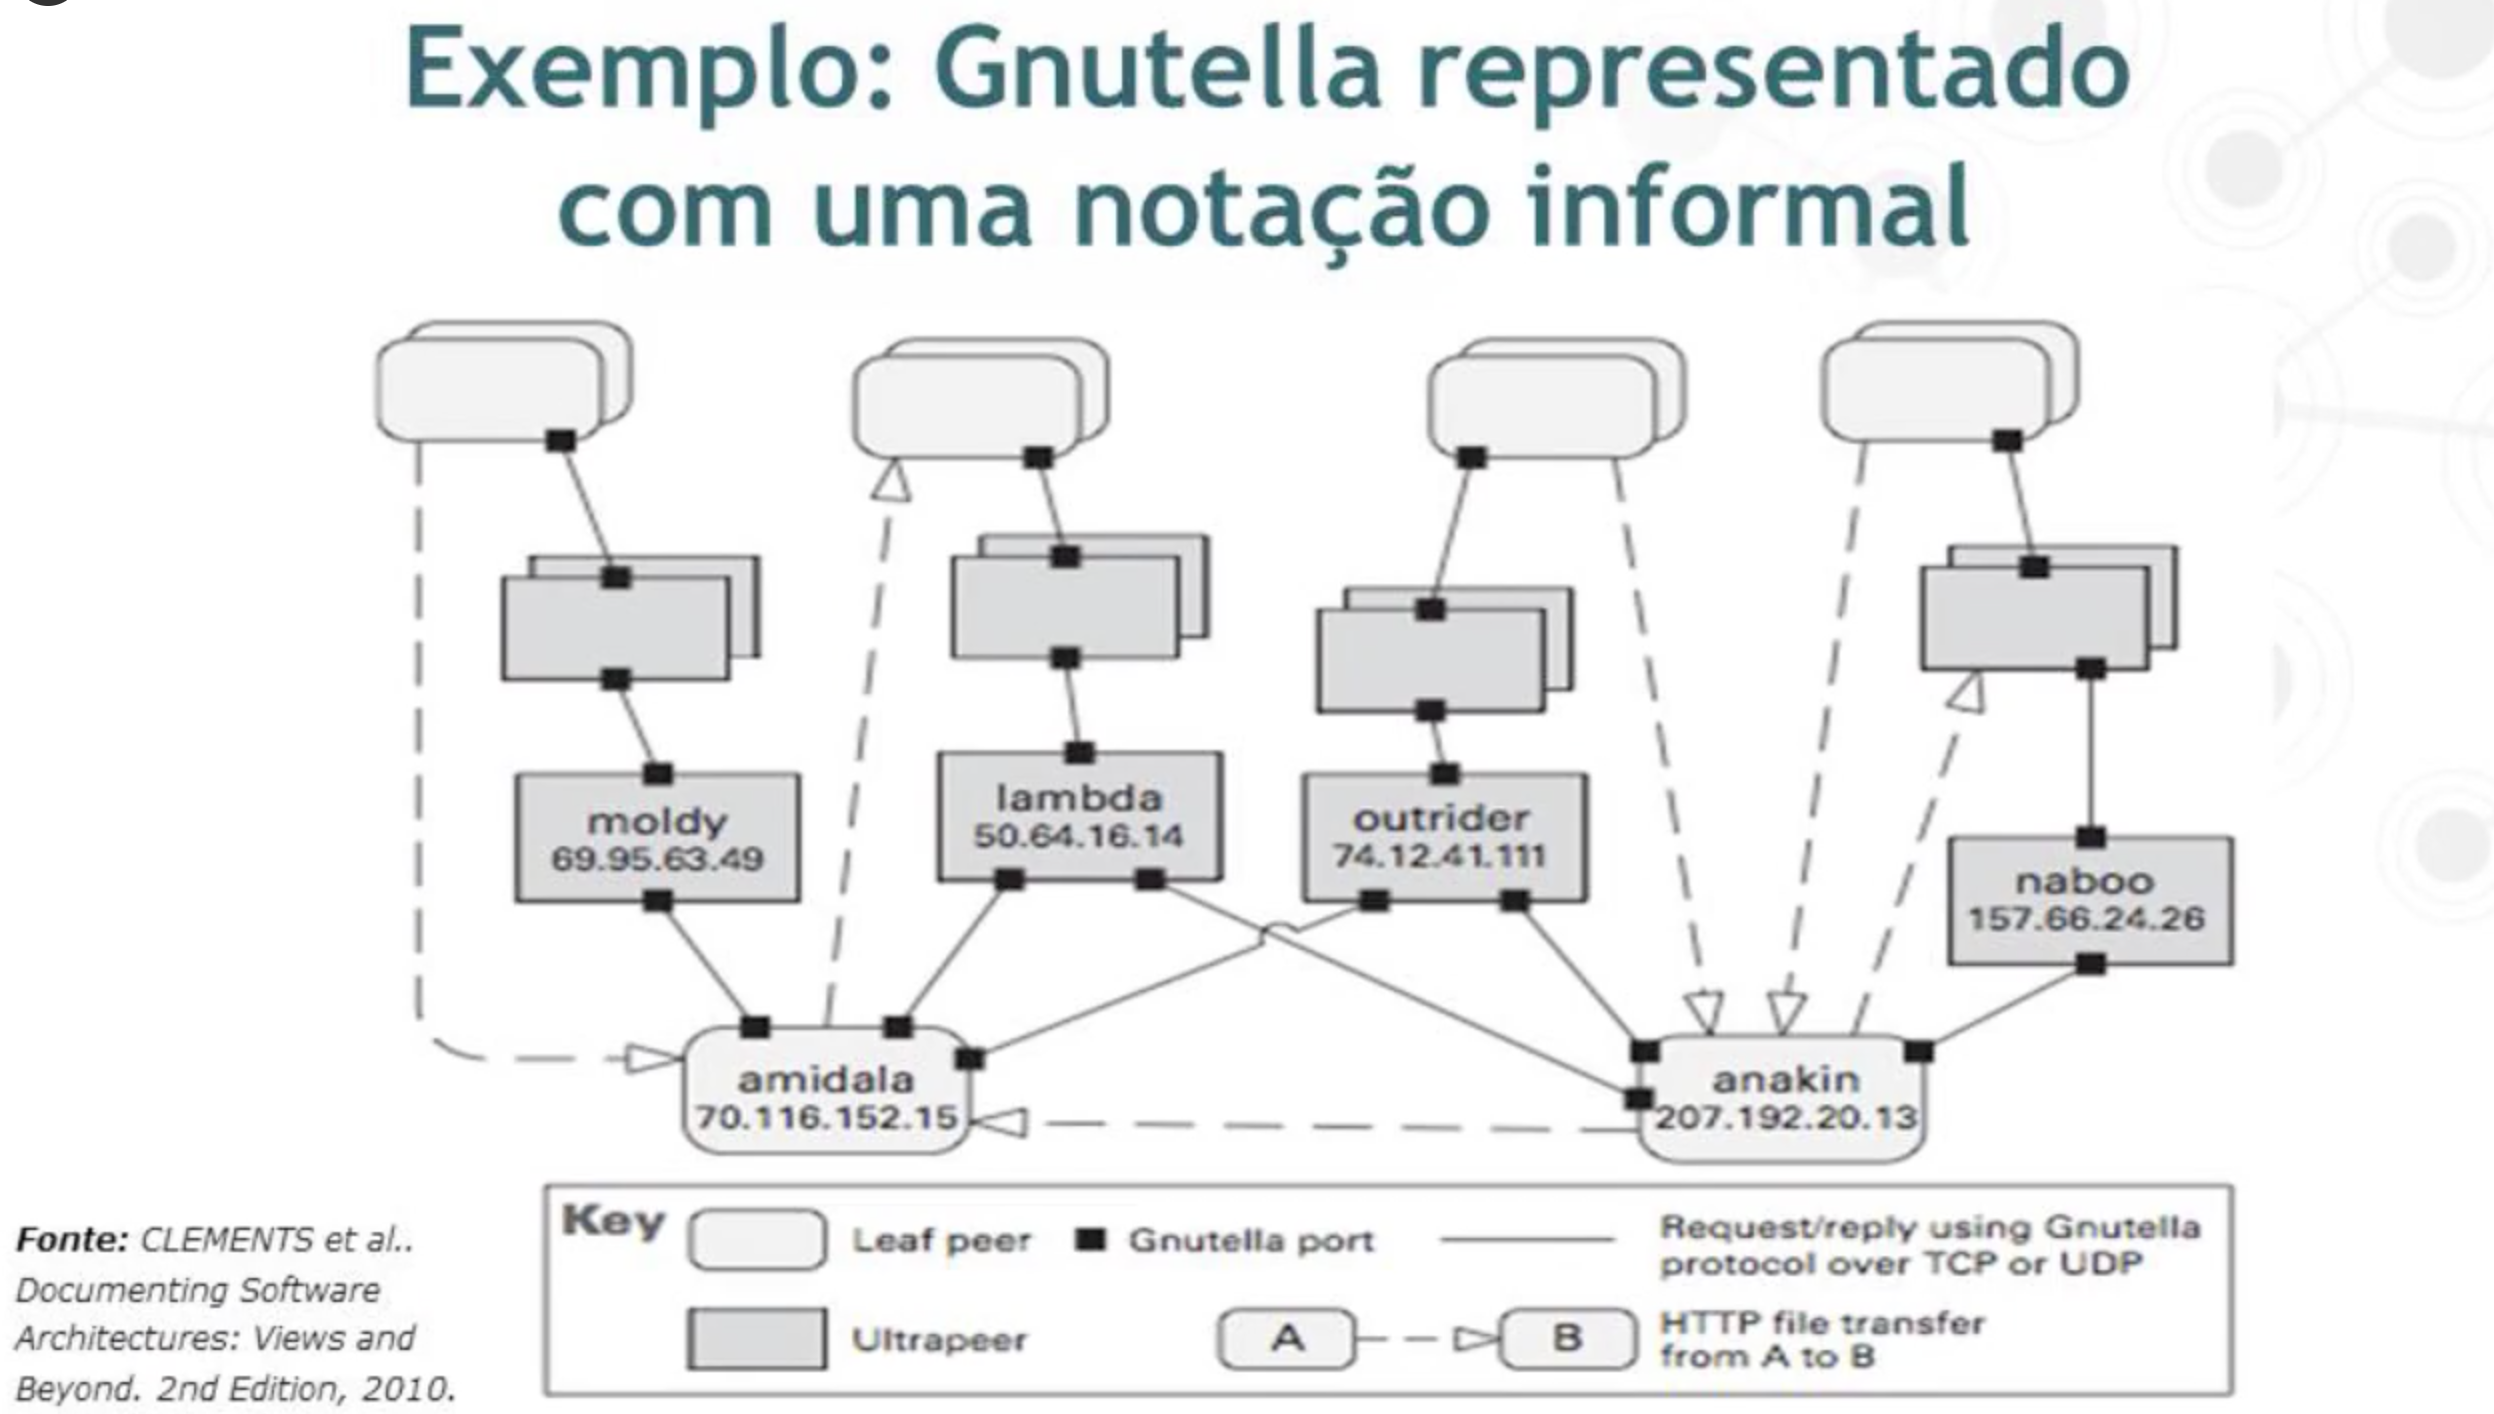 Exemplo: Gnutella representado
com uma notação informal
moldy
69.95.63.49
lambda
50.64.16.14
outrider
74.12.41.111
naboo
157.66.24.26
amidala
70.116.152.15
anakin
207.192.20.13
Key
Leaf peer
Gnutella port
Request/reply using Gnutella
protocol over TCP or UDP
Ultrapeer
A
B
HTTP file transfer
from A to B
Fonte: CLEMENTS et al..
Documenting Software
Architectures: Views and
Beyond. 2nd Edition, 2010.